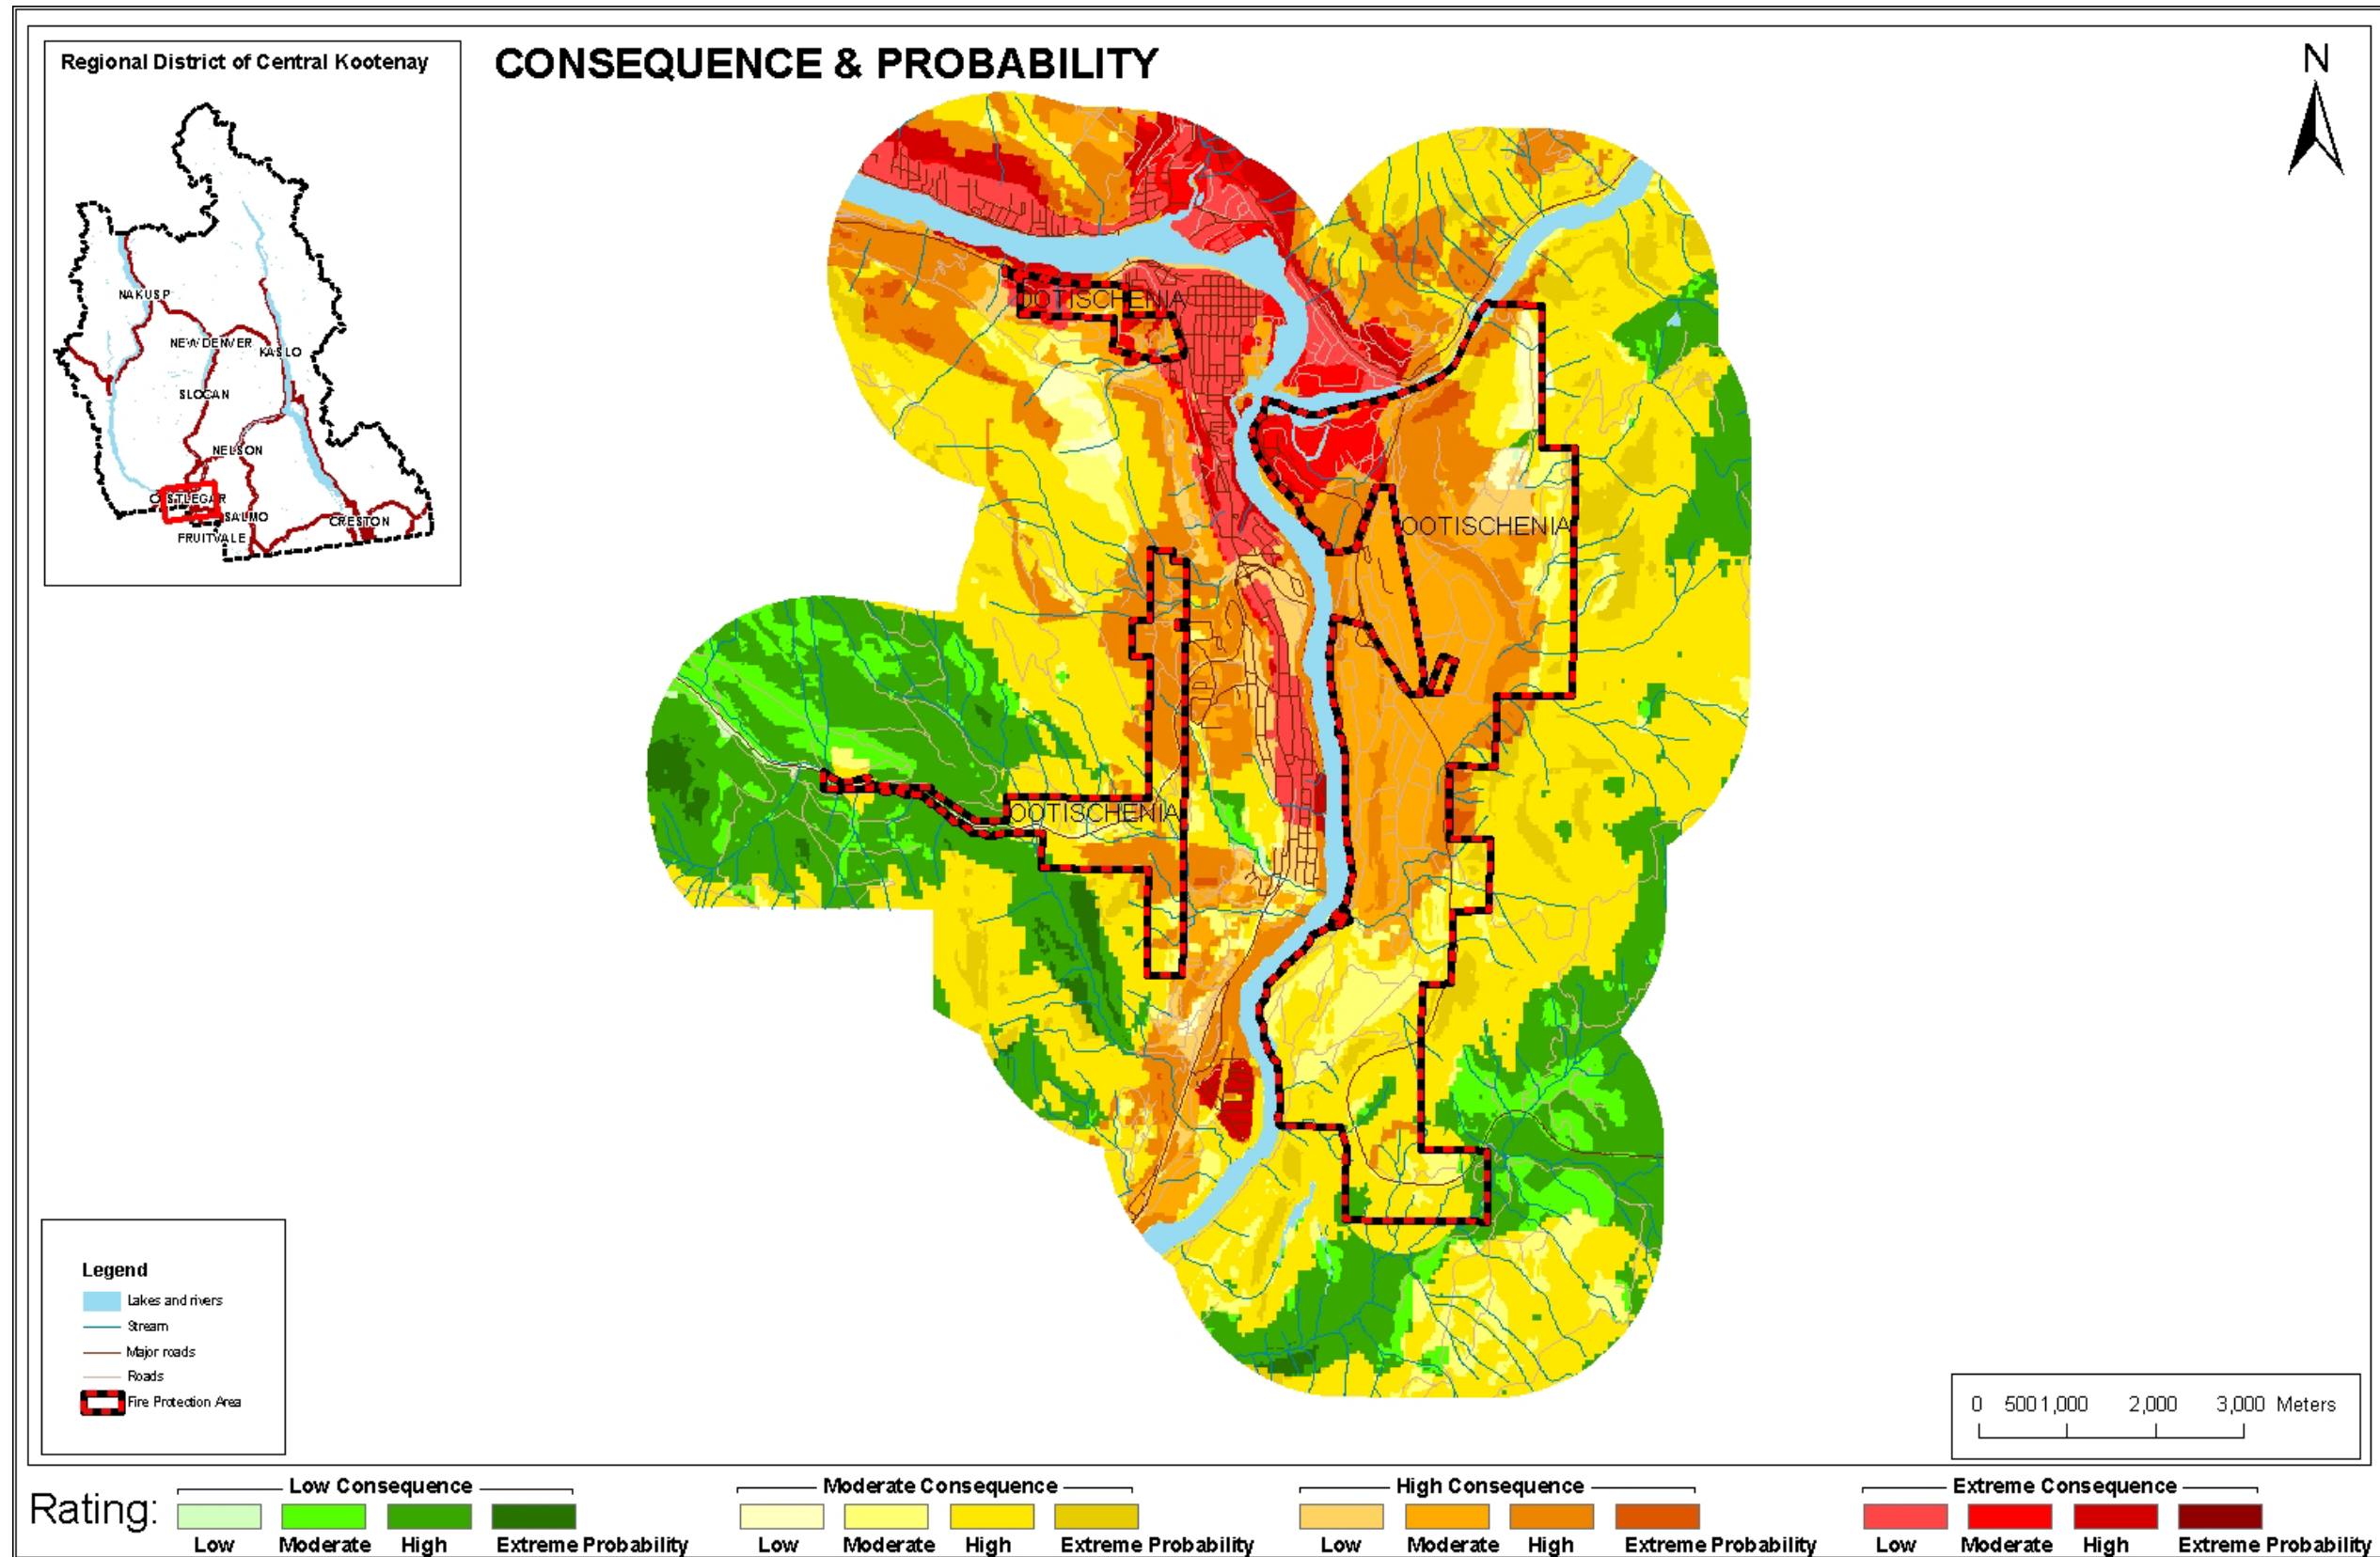 CONSEQUENCE & PROBABILITY
Regional District of Central Kootenay
N
NAKUSP
NEW DENVER
KASLO
SLOCAN
NELSON
SALMO
CRESTON
FRUITVALE
OOTISCHENIA
OOTISCHENIA
OOTISCHENIA
Legend
Lakes and rivers
Stream
Major roads
Roads
Fire Protection Area
0 500 1,000 2,000 3,000 Meters
Rating:
Low Consequence
Low Moderate High Extreme Probability
Moderate Consequence
Low Moderate High Extreme Probability
High Consequence
Low Moderate High Extreme Probability
Extreme Consequence
Low Moderate High Extreme Probability